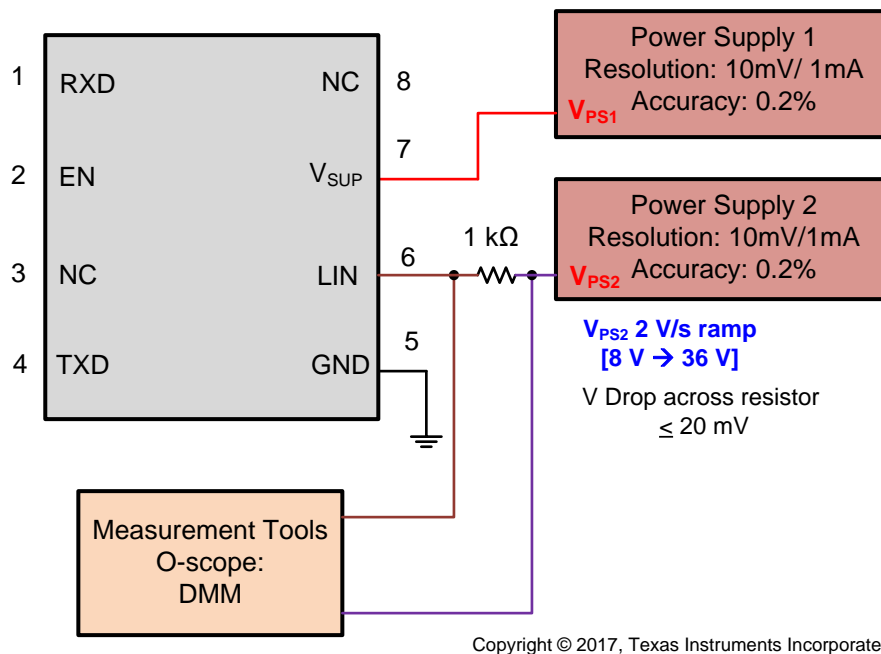 1
RXD
NC
8
2
EN
VSUP
7
3
NC
LIN
6
4
TXD
GND
5
1 kΩ
Power Supply 1
Resolution: 10mV/ 1mA
Accuracy: 0.2%
VPS1
Power Supply 2
Resolution: 10mV/1mA
Accuracy: 0.2%
VPS2
VPS2 2 V/s ramp
[8 V → 36 V]
V Drop across resistor
≤ 20 mV
Measurement Tools
O-scope:
DMM
Copyright © 2017, Texas Instruments Incorporate